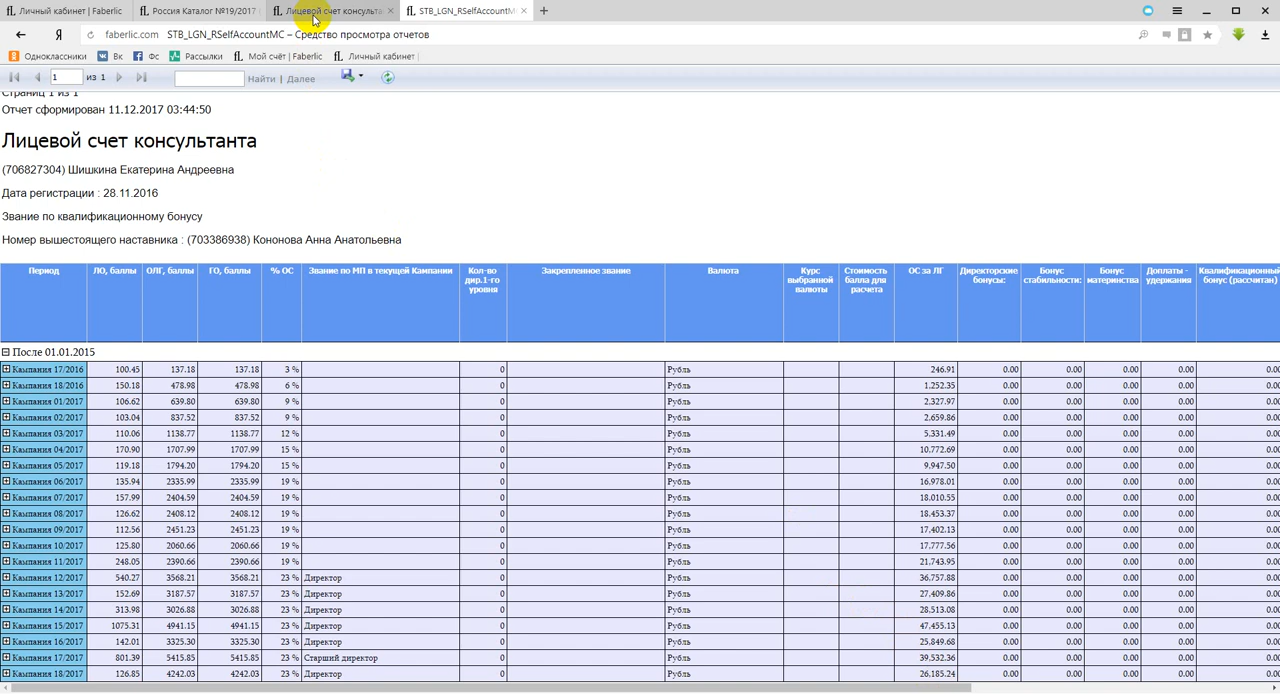 Личный кабинет | Faberlic
Россия Каталог №19/2017
Лицевой счет консульта
STB_LGN_RSelfAccountM
Я faberlic.com STB_LGN_RSelfAccountMC – Средство просмотра отчетов
Одноклассники Вк Фс Рассылки Мой счёт | Faberlic Личный кабинет
1 из 1 Найти | Далее
Страниц 1 из 1
Отчет сформирован 11.12.2017 03:44:50
Лицевой счет консультанта
(706827304) Шишкина Екатерина Андреевна
Дата регистрации : 28.11.2016
Звание по квалификационному бонусу
Номер вышестоящего наставника : (703386938) Кононова Анна Анатольевна
Период ЛО, баллы ОЛГ, баллы ГО, баллы % ОС Звание по МП в текущей Кампании Кол-во дир.1-го уровня Закрепленное звание Валюта Курс выбранной валюты Стоимость балла для расчета ОС за ЛГ Директорские бонусы: Бонус стабильности: Бонус материнства Доплаты - удержания Квалификационный бонус (рассчитан)
После 01.01.2015
Кампания 17/2016 100.45 137.18 137.18 3 % 0 Рубль 246.91 0.00 0.00 0.00 0.00 0.00
Кампания 18/2016 150.18 478.98 478.98 6 % 0 Рубль 1,252.35 0.00 0.00 0.00 0.00 0.00
Кампания 01/2017 106.62 639.80 639.80 9 % 0 Рубль 2,327.97 0.00 0.00 0.00 0.00 0.00
Кампания 02/2017 103.04 837.52 837.52 9 % 0 Рубль 2,659.86 0.00 0.00 0.00 0.00 0.00
Кампания 03/2017 110.06 1138.77 1138.77 12 % 0 Рубль 5,331.49 0.00 0.00 0.00 0.00 0.00
Кампания 04/2017 170.90 1707.99 1707.99 15 % 0 Рубль 10,772.69 0.00 0.00 0.00 0.00 0.00
Кампания 05/2017 119.18 1794.20 1794.20 15 % 0 Рубль 9,947.50 0.00 0.00 0.00 0.00 0.00
Кампания 06/2017 135.94 2335.99 2335.99 19 % 0 Рубль 16,978.01 0.00 0.00 0.00 0.00 0.00
Кампания 07/2017 157.99 2404.59 2404.59 19 % 0 Рубль 18,010.55 0.00 0.00 0.00 0.00 0.00
Кампания 08/2017 126.62 2408.12 2408.12 19 % 0 Рубль 18,453.37 0.00 0.00 0.00 0.00 0.00
Кампания 09/2017 112.56 2451.23 2451.23 19 % 0 Рубль 17,402.13 0.00 0.00 0.00 0.00 0.00
Кампания 10/2017 125.80 2060.66 2060.66 19 % 0 Рубль 17,777.56 0.00 0.00 0.00 0.00 0.00
Кампания 11/2017 248.05 2390.66 2390.66 19 % 0 Рубль 21,743.95 0.00 0.00 0.00 0.00 0.00
Кампания 12/2017 540.27 3568.21 3568.21 23 % Директор 0 Рубль 36,757.88 0.00 0.00 0.00 0.00 0.00
Кампания 13/2017 152.69 3187.57 3187.57 23 % Директор 0 Рубль 27,409.86 0.00 0.00 0.00 0.00 0.00
Кампания 14/2017 313.98 3026.88 3026.88 23 % Директор 0 Рубль 28,513.08 0.00 0.00 0.00 0.00 0.00
Кампания 15/2017 1075.31 4941.15 4941.15 23 % Директор 0 Рубль 47,455.13 0.00 0.00 0.00 0.00 0.00
Кампания 16/2017 142.01 3325.30 3325.30 23 % Директор 0 Рубль 25,849.68 0.00 0.00 0.00 0.00 0.00
Кампания 17/2017 801.39 5415.85 5415.85 23 % Старший директор 0 Рубль 39,532.36 0.00 0.00 0.00 0.00 0.00
Кампания 18/2017 126.85 4242.03 4242.03 23 % Директор 0 Рубль 26,185.24 0.00 0.00 0.00 0.00 0.00